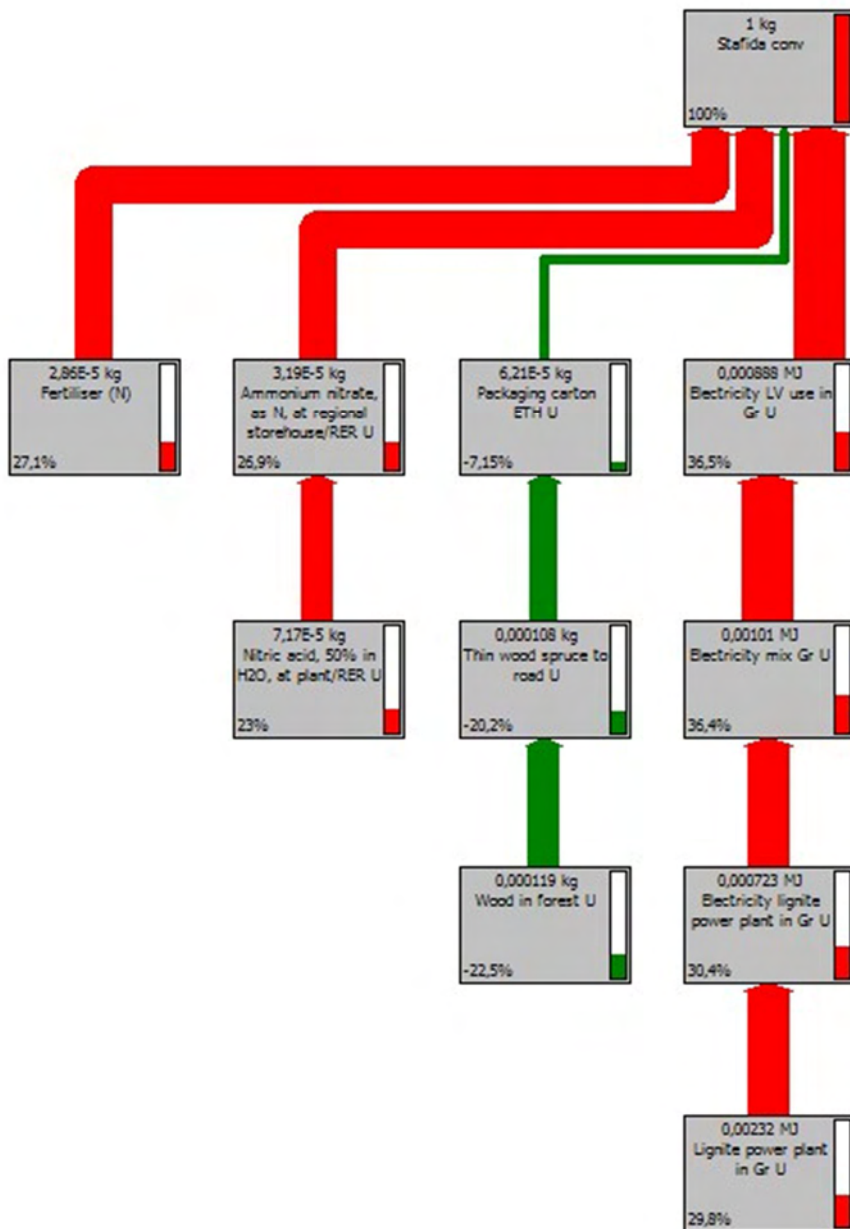 1 kg
Stafida conv
100%
2,86E-5 kg
Fertiliser (N)
27,1%
3,19E-5 kg
Ammonium nitrate,
as N, at regional
storehouse/RER U
26,9%
6,21E-5 kg
Packaging carton
ETH U
-7,15%
0,000888 MJ
Electricity LV use in
Gr U
36,5%
7,17E-5 kg
Nitric acid, 50% in
H2O, at plant/RER U
23%
0,000108 kg
Thin wood spruce to
road U
-20,2%
0,00101 MJ
Electricity mix Gr U
36,4%
0,000119 kg
Wood in forest U
-22,5%
0,000723 MJ
Electricity lignite
power plant in Gr U
30,4%
0,00232 MJ
Lignite power plant
in Gr U
29,8%